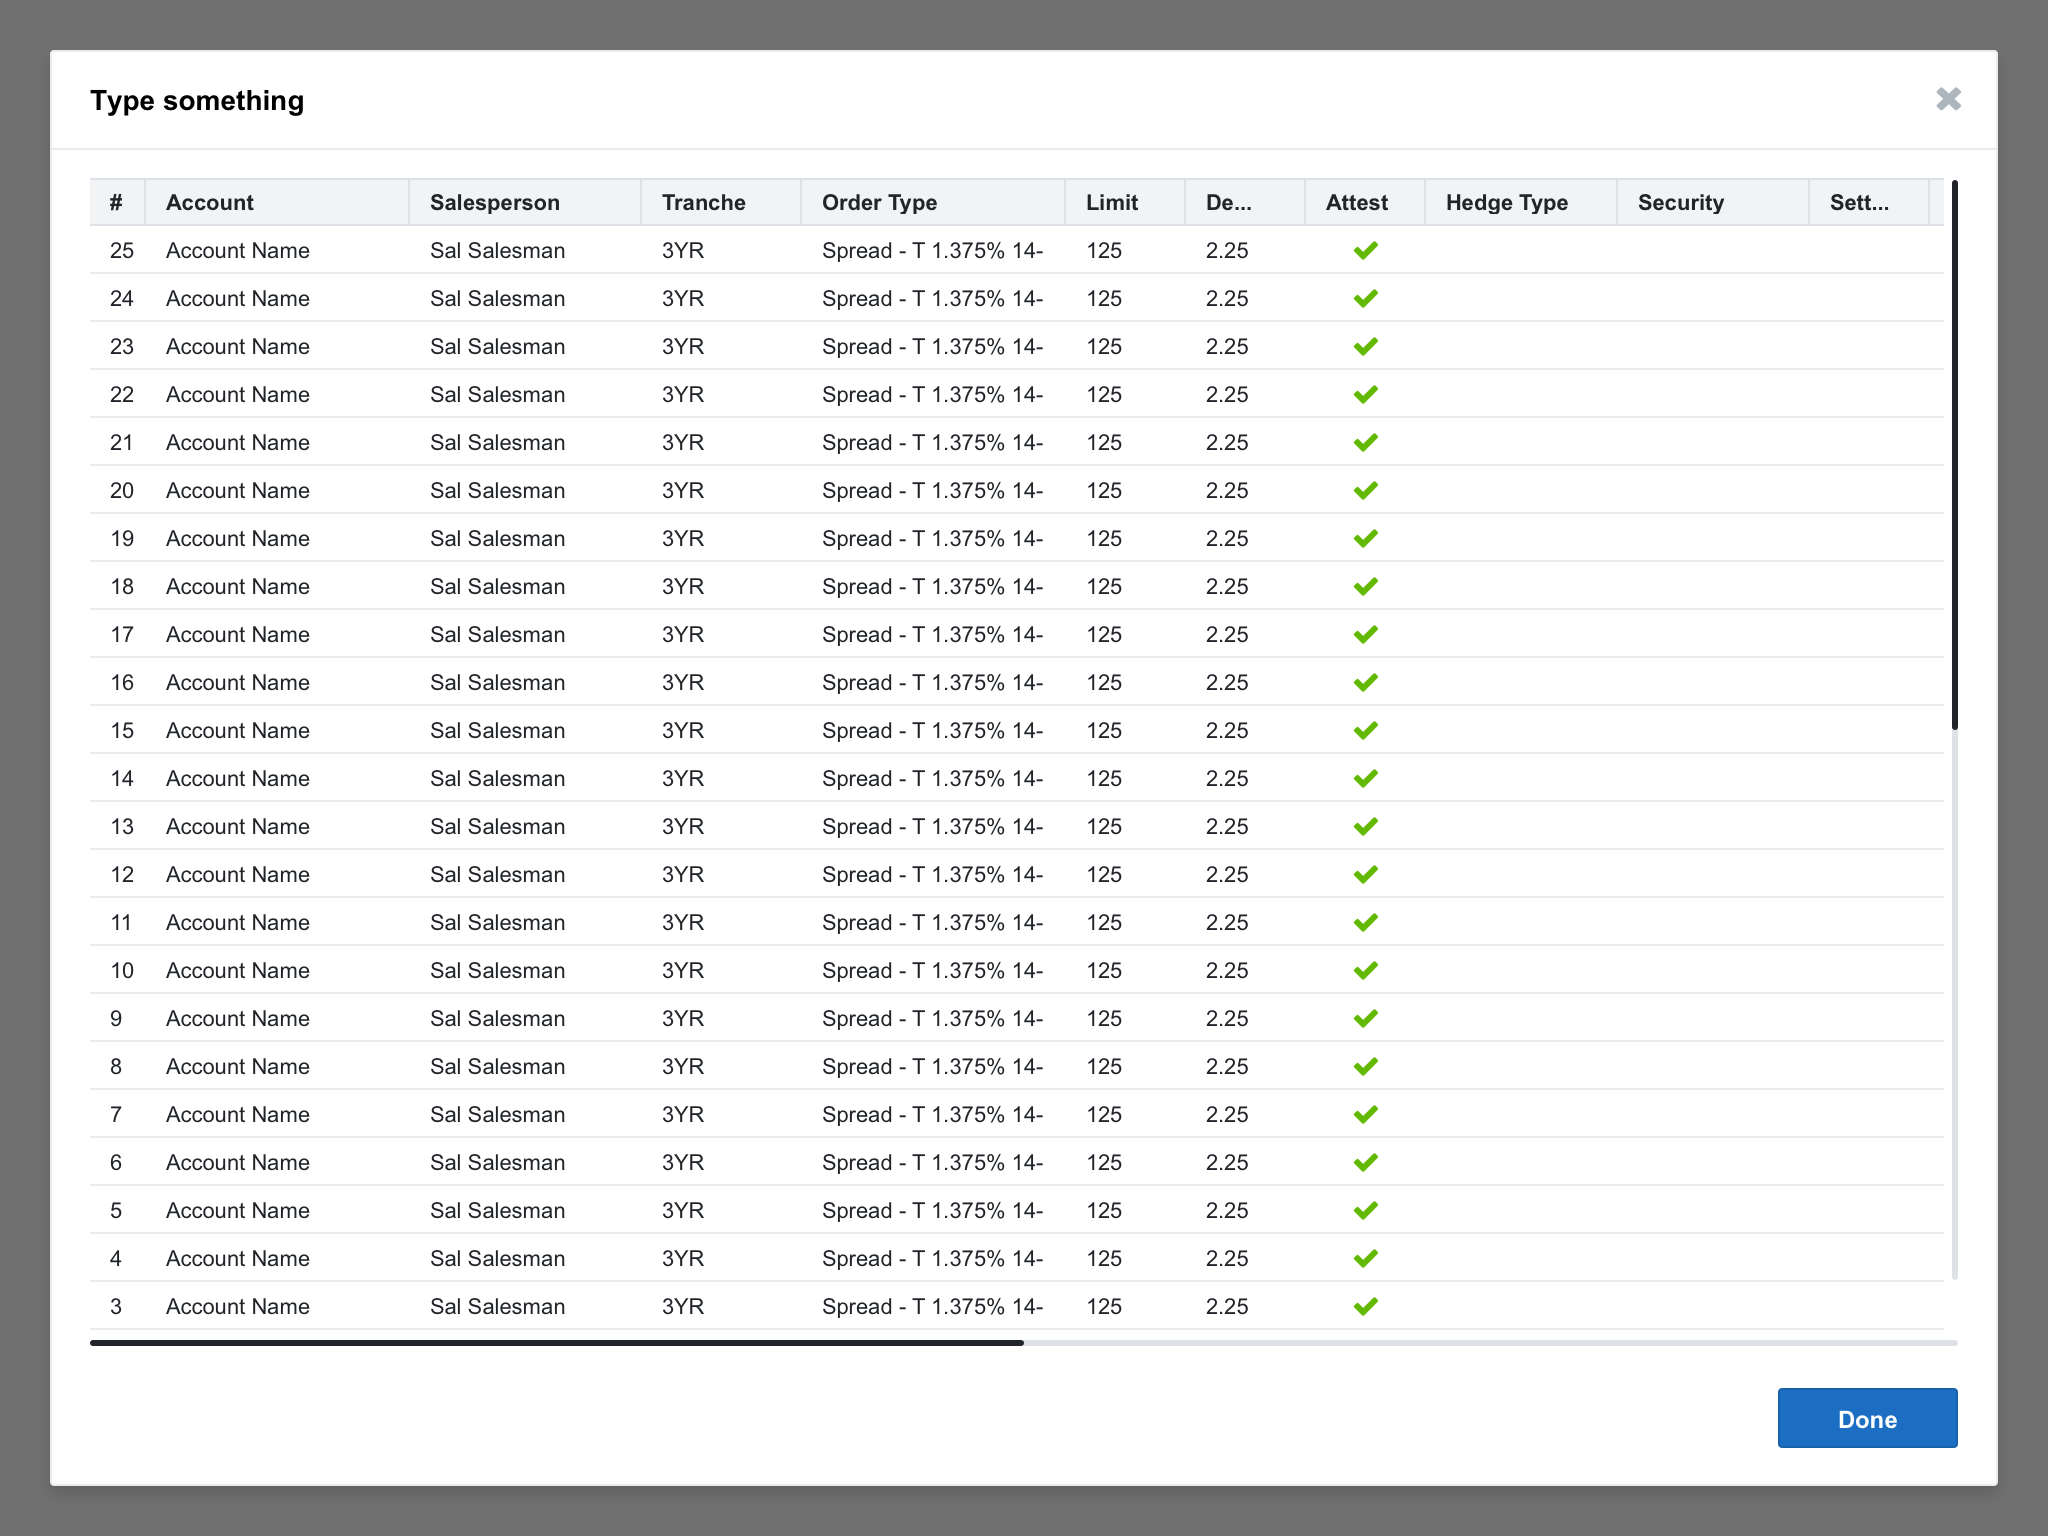 Type something
# Account Salesperson Tranche Order Type Limit De... Attest Hedge Type Security Sett...
25 Account Name Sal Salesman 3YR Spread - T 1.375% 14- 125 2.25
24 Account Name Sal Salesman 3YR Spread - T 1.375% 14- 125 2.25
23 Account Name Sal Salesman 3YR Spread - T 1.375% 14- 125 2.25
22 Account Name Sal Salesman 3YR Spread - T 1.375% 14- 125 2.25
21 Account Name Sal Salesman 3YR Spread - T 1.375% 14- 125 2.25
20 Account Name Sal Salesman 3YR Spread - T 1.375% 14- 125 2.25
19 Account Name Sal Salesman 3YR Spread - T 1.375% 14- 125 2.25
18 Account Name Sal Salesman 3YR Spread - T 1.375% 14- 125 2.25
17 Account Name Sal Salesman 3YR Spread - T 1.375% 14- 125 2.25
16 Account Name Sal Salesman 3YR Spread - T 1.375% 14- 125 2.25
15 Account Name Sal Salesman 3YR Spread - T 1.375% 14- 125 2.25
14 Account Name Sal Salesman 3YR Spread - T 1.375% 14- 125 2.25
13 Account Name Sal Salesman 3YR Spread - T 1.375% 14- 125 2.25
12 Account Name Sal Salesman 3YR Spread - T 1.375% 14- 125 2.25
11 Account Name Sal Salesman 3YR Spread - T 1.375% 14- 125 2.25
10 Account Name Sal Salesman 3YR Spread - T 1.375% 14- 125 2.25
9 Account Name Sal Salesman 3YR Spread - T 1.375% 14- 125 2.25
8 Account Name Sal Salesman 3YR Spread - T 1.375% 14- 125 2.25
7 Account Name Sal Salesman 3YR Spread - T 1.375% 14- 125 2.25
6 Account Name Sal Salesman 3YR Spread - T 1.375% 14- 125 2.25
5 Account Name Sal Salesman 3YR Spread - T 1.375% 14- 125 2.25
4 Account Name Sal Salesman 3YR Spread - T 1.375% 14- 125 2.25
3 Account Name Sal Salesman 3YR Spread - T 1.375% 14- 125 2.25
Done